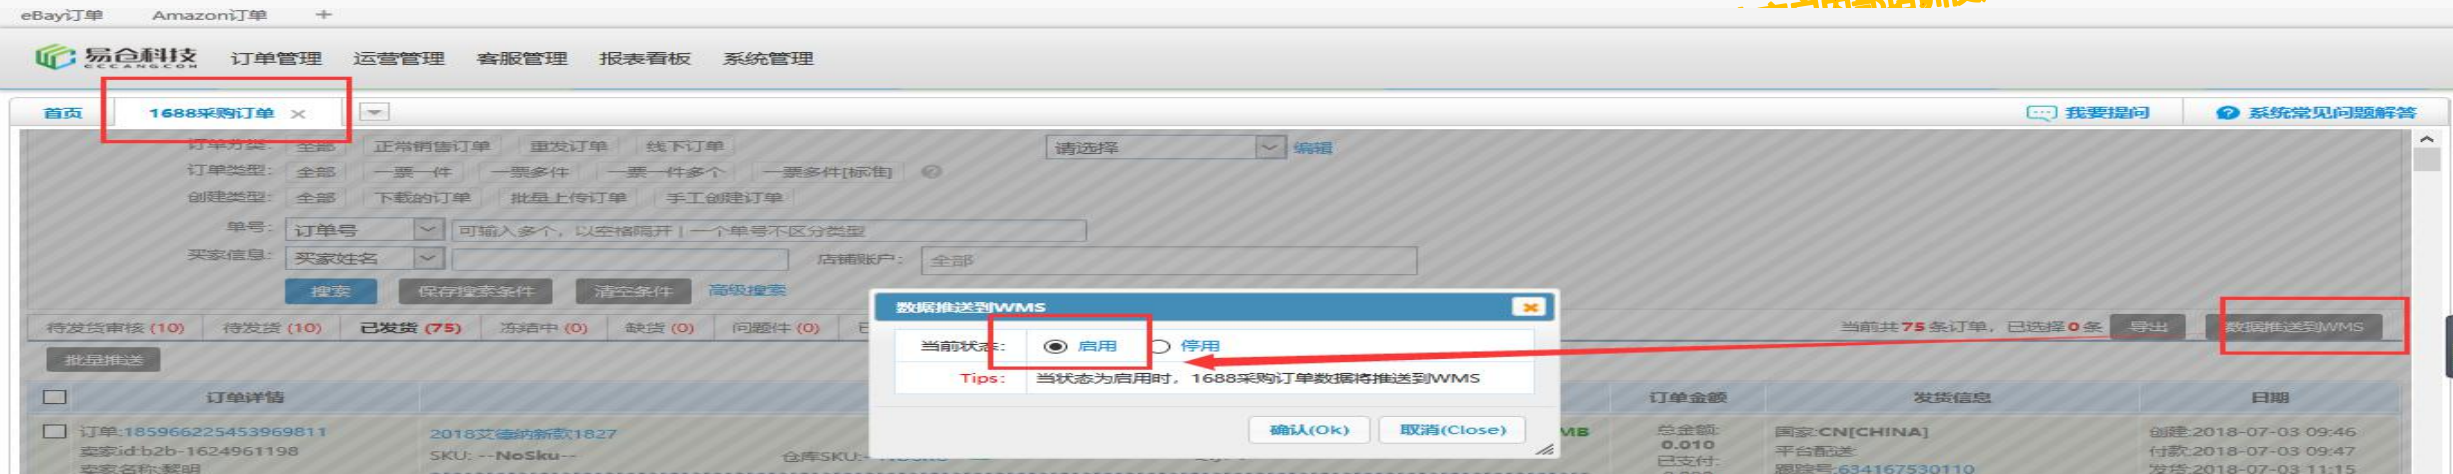 eBay订单 Amazon订单 +
易仓科技 订单管理 运营管理 客服管理 报表看板 系统管理
ECCANGCOM
首页 1688采购订单 × 我要提问 系统常见问题解答
订单分类: 全部 正常销售订单 重发订单 线下订单 请选择 编辑
订单类型: 全部 一票一件 一票多件 一票一件多个 一票多件[标准]
创建类型: 全部 下载的订单 批量上传订单 手工创建订单
单号: 订单号 可输入多个，以空格隔开 | 一个单号不区分类型
买家信息: 买家姓名 店铺账户: 全部
搜索 保存搜索条件 清空条件 高级搜索
数据推送到WMS
待发货审核 (10) 待发货 (10) 已发货 (75) 冻结中 (0) 缺货 (0) 问题件 (0) 当前共75条订单，已选择0条 导出 数据推送到WMS
当前状态: 启用 停用
批量推送
Tips: 当状态为启用时，1688采购订单数据将推送到WMS
订单详情 订单金额 发货信息 日期
确认(Ok) 取消(Close)
订单:185966225453969811 2018艾德纳新款1827 MB 总金额: 国家:CN[CHINA] 创建:2018-07-03 09:46
卖家id:b2b-1624961198 SKU: --NoSku-- 仓库SKU: 0.010 平台配送: 付款:2018-07-03 09:47
卖家名称:黎明 已支付: 跟踪号:634167530110 发货:2018-07-03 11:15